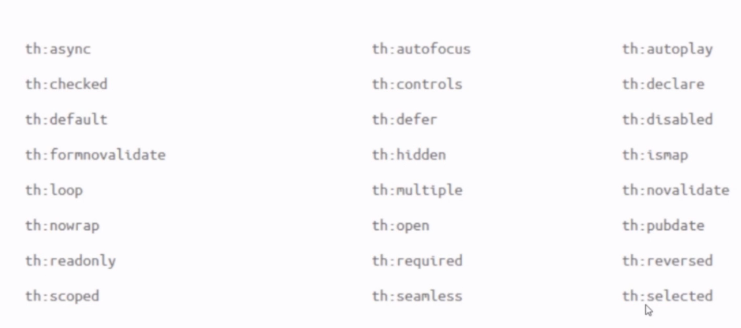 th:async th:autofocus th:autoplay
th:checked th:controls th:declare
th:default th:defer th:disabled
th:formnovalidate th:hidden th:ismap
th:loop th:multiple th:novalidate
th:nowrap th:open th:pubdate
th:readonly th:required th:reversed
th:scoped th:seamless th:selected